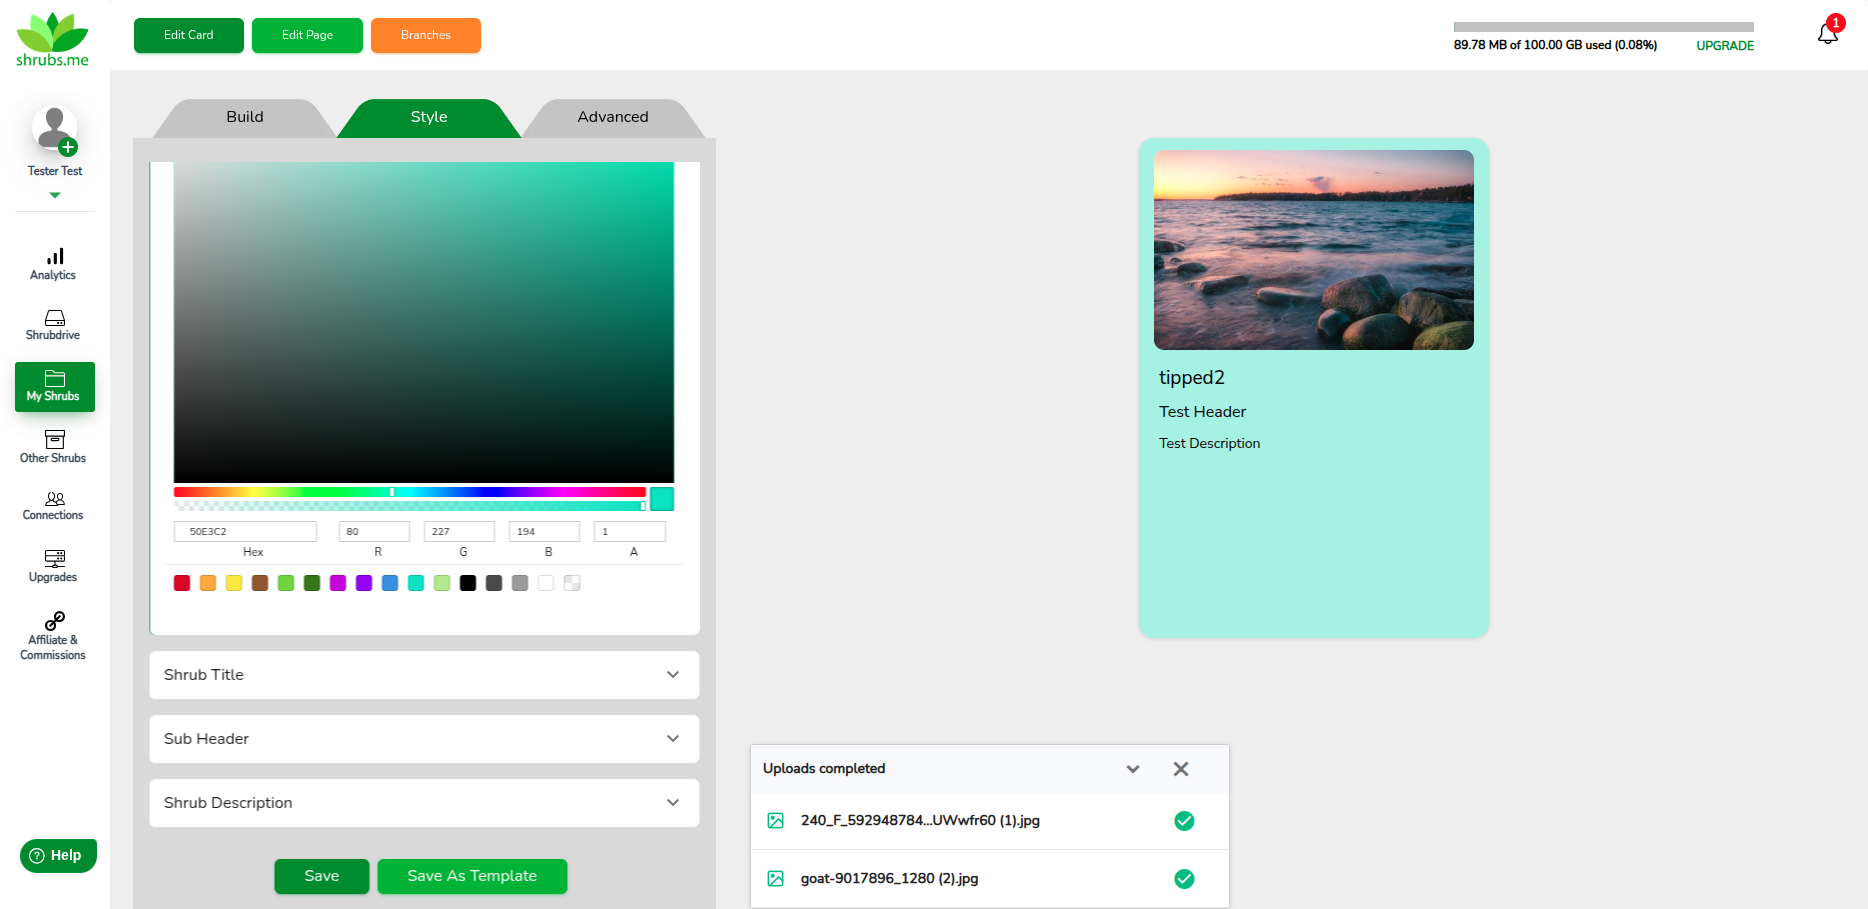 shrubs.me
Edit Card
Edit Page
Branches
89.78 MB of 100.00 GB used (0.08%)
UPGRADE
1
Tester Test
Analytics
Shrubdrive
My Shrubs
Other Shrubs
Connections
Upgrades
Affiliate &
Commissions
Help
Build
Style
Advanced
50E3C2
80
227
194
1
Hex
R
G
B
A
Shrub Title
Sub Header
Shrub Description
Save
Save As Template
tipped2
Test Header
Test Description
Uploads completed
240_F_592948784...UWwfr60 (1).jpg
goat-9017896_1280 (2).jpg